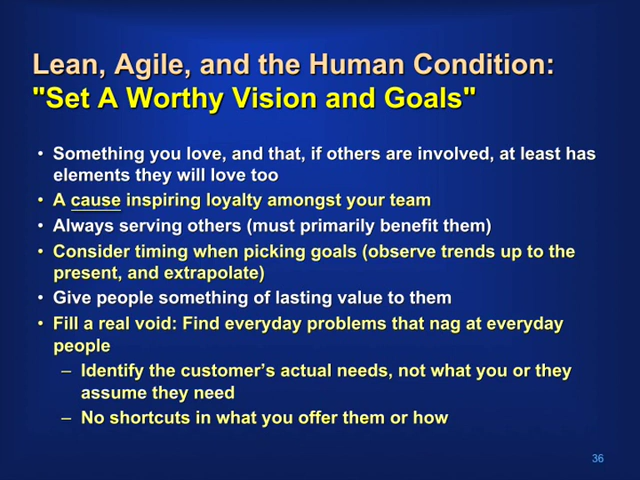 Lean, Agile, and the Human Condition:
"Set A Worthy Vision and Goals"
• Something you love, and that, if others are involved, at least has
elements they will love too
• A cause inspiring loyalty amongst your team
• Always serving others (must primarily benefit them)
• Consider timing when picking goals (observe trends up to the
present, and extrapolate)
• Give people something of lasting value to them
• Fill a real void: Find everyday problems that nag at everyday
people
– Identify the customer’s actual needs, not what you or they
assume they need
– No shortcuts in what you offer them or how
36